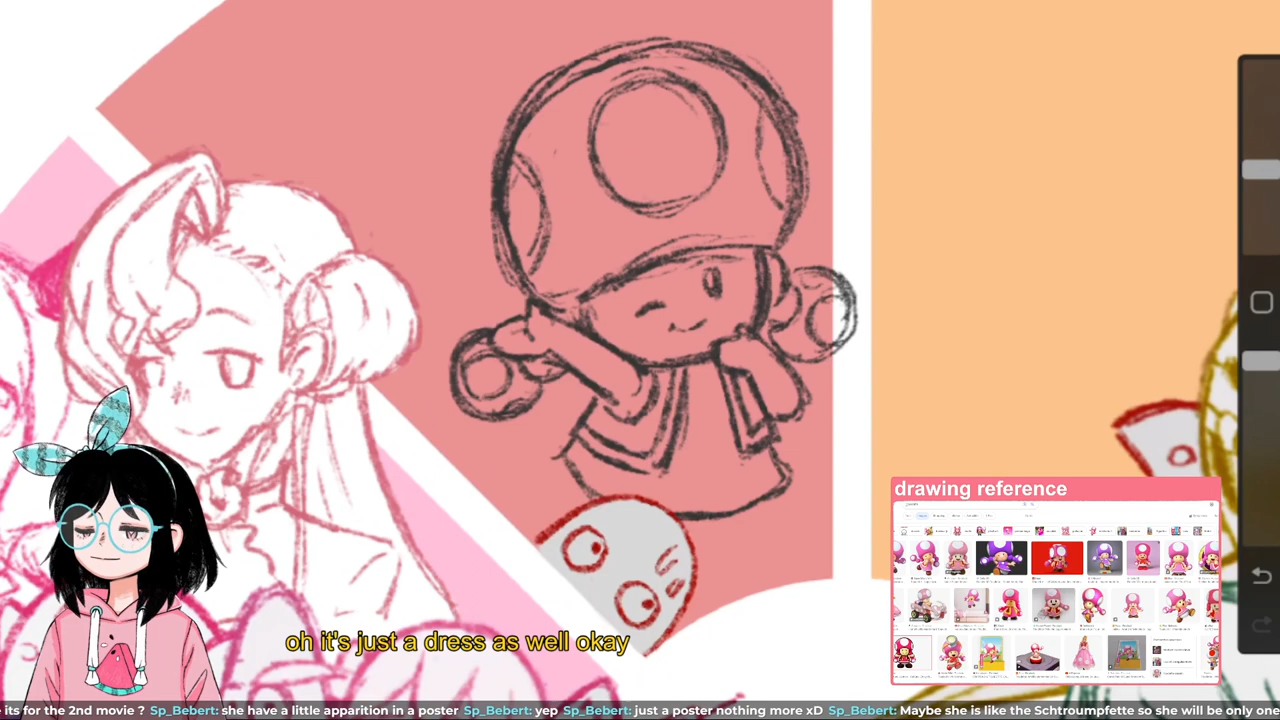 drawing reference
oh it's just a dress as well okay
e its for the 2nd movie ? Sp_Bebert: she have a little apparition in a poster Sp_Bebert: yep Sp_Bebert: just a poster nothing more xD Sp_Bebert: Maybe she is like the Schtroumpfette so she will be only one